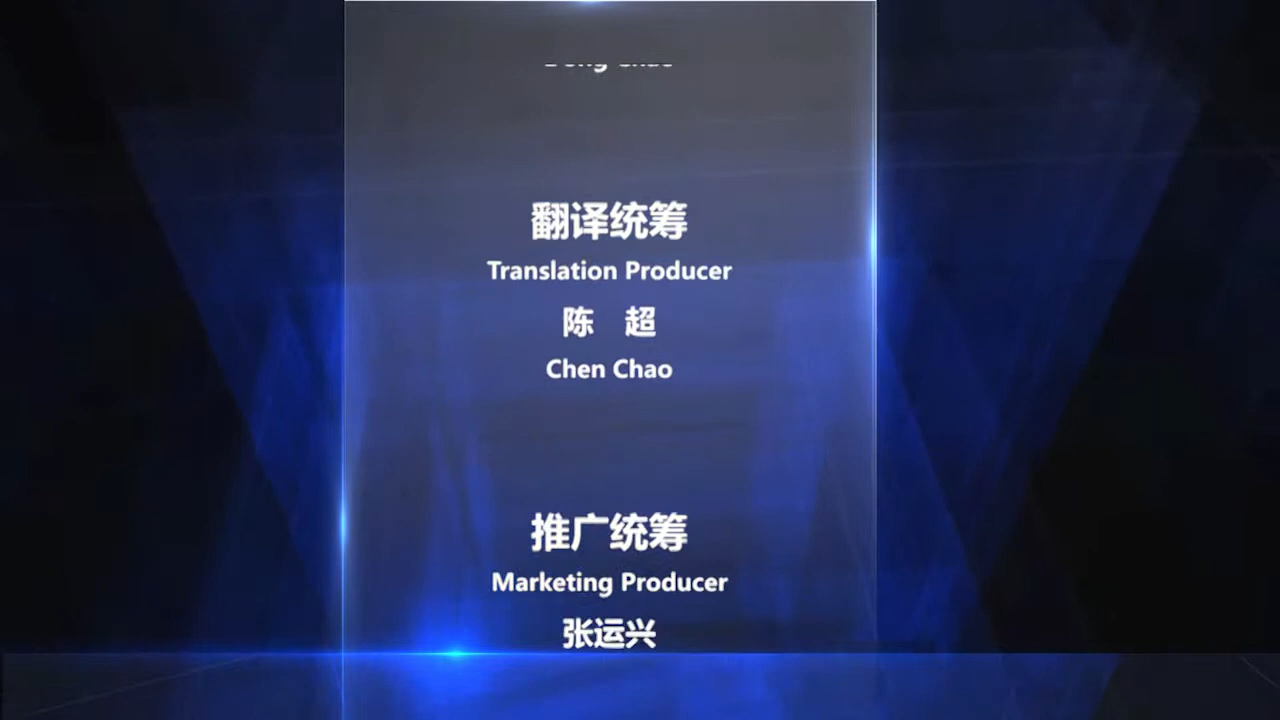 翻译统筹
Translation Producer
陈 超
Chen Chao
推广统筹
Marketing Producer
张运兴